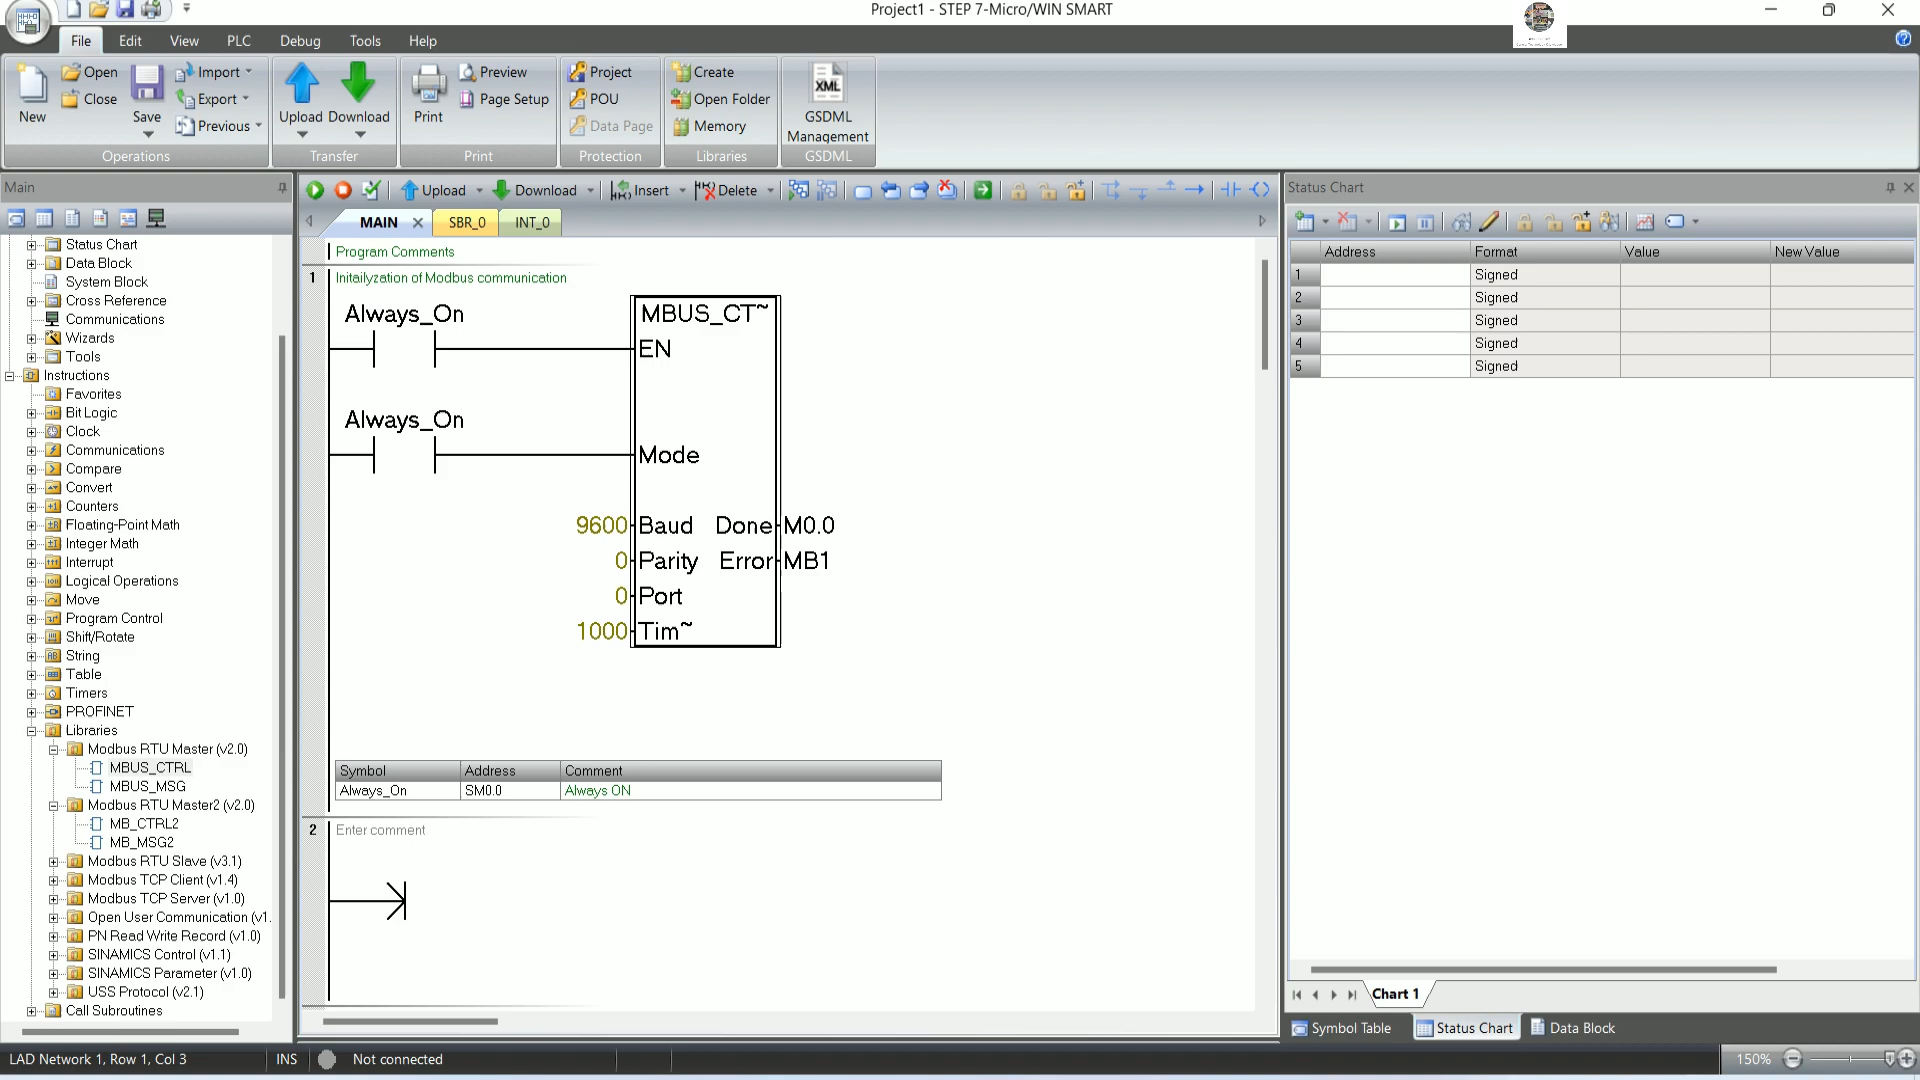 Project1 - STEP 7-Micro/WIN SMART
File Edit View PLC Debug Tools Help
New
Open
Close
Save
Import
Export
Previous
Operations
Upload
Download
Transfer
Print
Preview
Page Setup
Print
Project
POU
Data Page
Protection
Create
Open Folder
Memory
Libraries
XML
GSDML
Management
GSDML
Main
Status Chart
Data Block
System Block
Cross Reference
Communications
Wizards
Tools
Instructions
Favorites
Bit Logic
Clock
Communications
Compare
Convert
Counters
Floating-Point Math
Integer Math
Interrupt
Logical Operations
Move
Program Control
Shift/Rotate
String
Table
Timers
PROFINET
Libraries
Modbus RTU Master (v2.0)
MBUS_CTRL
MBUS_MSG
Modbus RTU Master2 (v2.0)
MB_CTRL2
MB_MSG2
Modbus RTU Slave (v3.1)
Modbus TCP Client (v1.4)
Modbus TCP Server (v1.0)
Open User Communication (v1.
PN Read Write Record (v1.0)
SINAMICS Control (v1.1)
SINAMICS Parameter (v1.0)
USS Protocol (v2.1)
Call Subroutines
Upload Download Insert Delete
MAIN SBR_0 INT_0
Program Comments
1 Initailyzation of Modbus communication
Always_On
MBUS_CT~
EN
Always_On
Mode
9600 Baud Done M0.0
0 Parity Error MB1
0 Port
1000 Tim~
Symbol Address Comment
Always_On SM0.0 Always ON
2 Enter comment
Status Chart
Address Format Value New Value
1 Signed
2 Signed
3 Signed
4 Signed
5 Signed
Chart 1
Symbol Table Status Chart Data Block
LAD Network 1, Row 1, Col 3 INS Not connected 150%